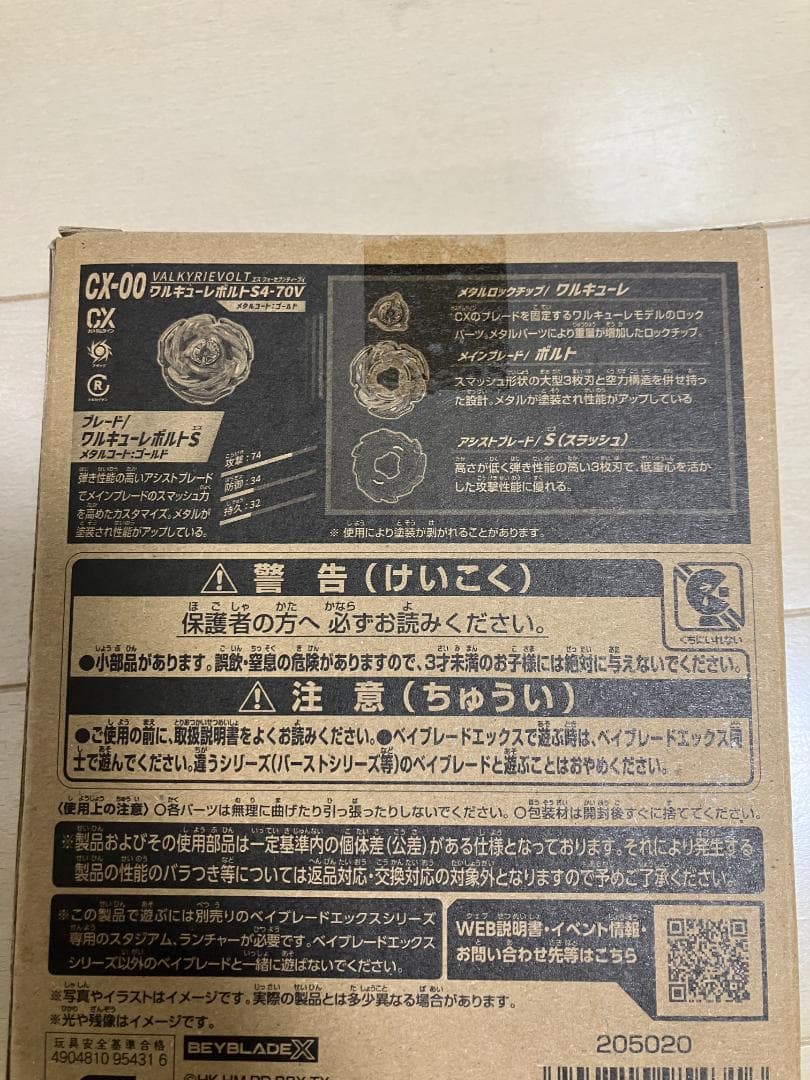 CX-00
VALKYRIEVOLT
ワルキューレボルトS4-70V
メタルコート:ゴールド
CX
R
ブレード/
ワルキューレボルトS
メタルコート:ゴールド
弾き性能の高いアシストブレード
でメインブレードのスマッシュ力
を高めたカスタマイズ。メタルが
塗装され性能がアップしている。
攻撃:74
防御:34
持久:32
メタルロックチップ/ ワルキューレ
CXのブレードを固定するワルキューレモデルのロック
パーツ。メタルパーツにより重量が増加したロックチップ。
メインブレード/ ボルト
スマッシュ形状の大型3枚刃と空力構造を併せ持っ
た設計。メタルが塗装され性能がアップしている
アシストブレード/ S(スラッシュ)
高さが低く弾き性能の高い3枚刃で、低重心を活か
した攻撃性能に優れる。
※ 使用により塗装が剥がれることがあります
⚠警 告(けいこく)
保護者の方へ 必ずお読みください。
●小部品があります。誤飲・窒息の危険がありますので、3才未満のお子様には絶対に与えないでください。
くちにいれない
⚠注 意(ちゅうい)
●ご使用の前に、取扱説明書をよくお読みください。●ベイブレードエックスで遊ぶ時は、ベイブレードエックス同
士で遊んでください。違うシリーズ(バーストシリーズ等)のベイブレードと遊ぶことはおやめください。
〈使用上の注意〉○各パーツは無理に曲げたり引っ張ったりしないでください。○包装材は開封後すぐに捨ててください。
※製品およびその使用部品は一定基準内の個体差(公差)がある仕様となっております。それにより発生する
製品の性能のバラつき等については返品対応・交換対応の対象外となりますので予めご了承ください。
※この製品で遊ぶには別売りのベイブレードエックスシリーズ
専用のスタジアム、ランチャーが必要です。ベイブレードエックス
シリーズ以外のベイブレードと一緒に遊ばないでください。
WEB説明書・イベント情報・
お問い合わせ先等はこちら
※写真やイラストはイメージです。実際の製品とは多少異なる場合があります。
※光や残像はイメージです。
玩具安全基準合格
4904810 95431 6
BEYBLADE X
205020